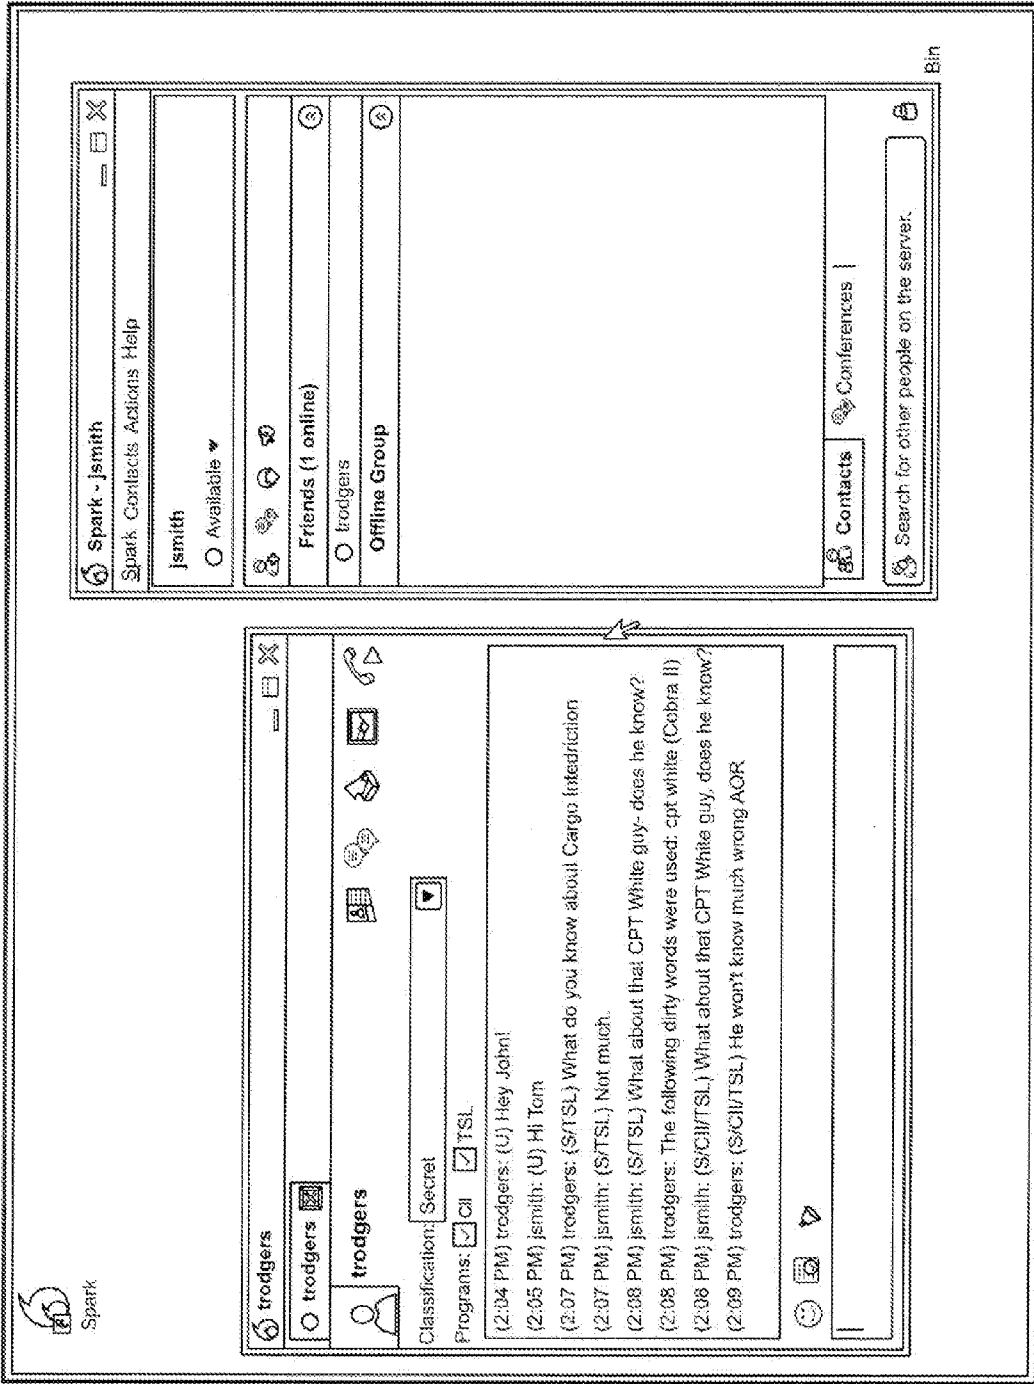 Spark
trodgers
trodgers
trodgers
Classification: Secret
Programs: CII TSL
(2:04 PM) trodgers: (U) Hey John!
(2:05 PM) jsmith: (U) Hi Tom
(2:07 PM) trodgers: (S/TSL) What do you know about Cargo Intedriction
(2:07 PM) jsmith: (S/TSL) Not much.
(2:08 PM) jsmith: (S/TSL) What about that CPT White guy- does he know?
(2:08 PM) trodgers: The following dirty words were used: cpt white (Cobra II)
(2:08 PM) jsmith: (S/CII/TSL) What about that CPT White guy, does he know?
(2:09 PM) trodgers: (S/CII/TSL) He won't know much wrong AOR
Spark - jsmith
Spark Contacts Actions Help
jsmith
Available
Friends (1 online)
trodgers
Offline Group
Contacts Conferences
Search for other people on the server.
Bin